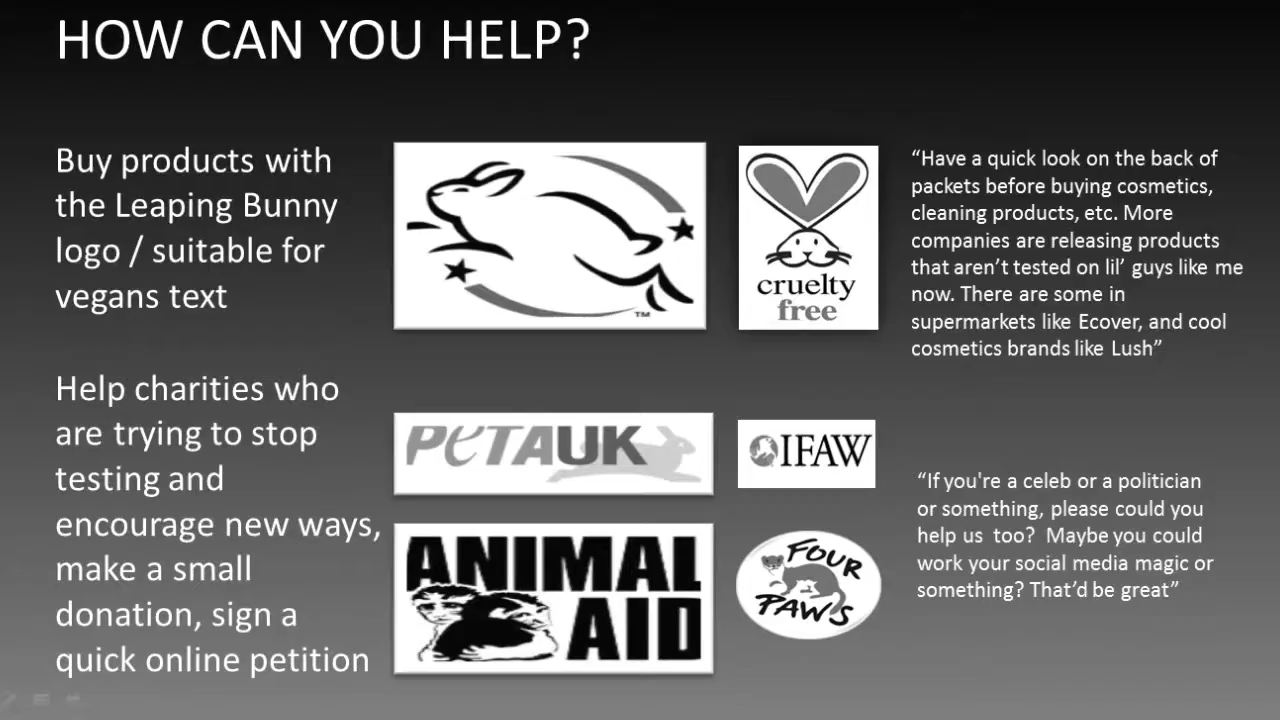 HOW CAN YOU HELP?
Buy products with
the Leaping Bunny
logo / suitable for
vegans text
TM
cruelty
free
“Have a quick look on the back of
packets before buying cosmetics,
cleaning products, etc. More
companies are releasing products
that aren’t tested on lil’ guys like me
now. There are some in
supermarkets like Ecover, and cool
cosmetics brands like Lush”
Help charities who
are trying to stop
testing and
encourage new ways,
make a small
donation, sign a
quick online petition
PeTAUK
IFAW
ANIMAL
AID
FOUR
PAWS
“If you're a celeb or a politician
or something, please could you
help us  too?  Maybe you could
work your social media magic or
something? That’d be great”